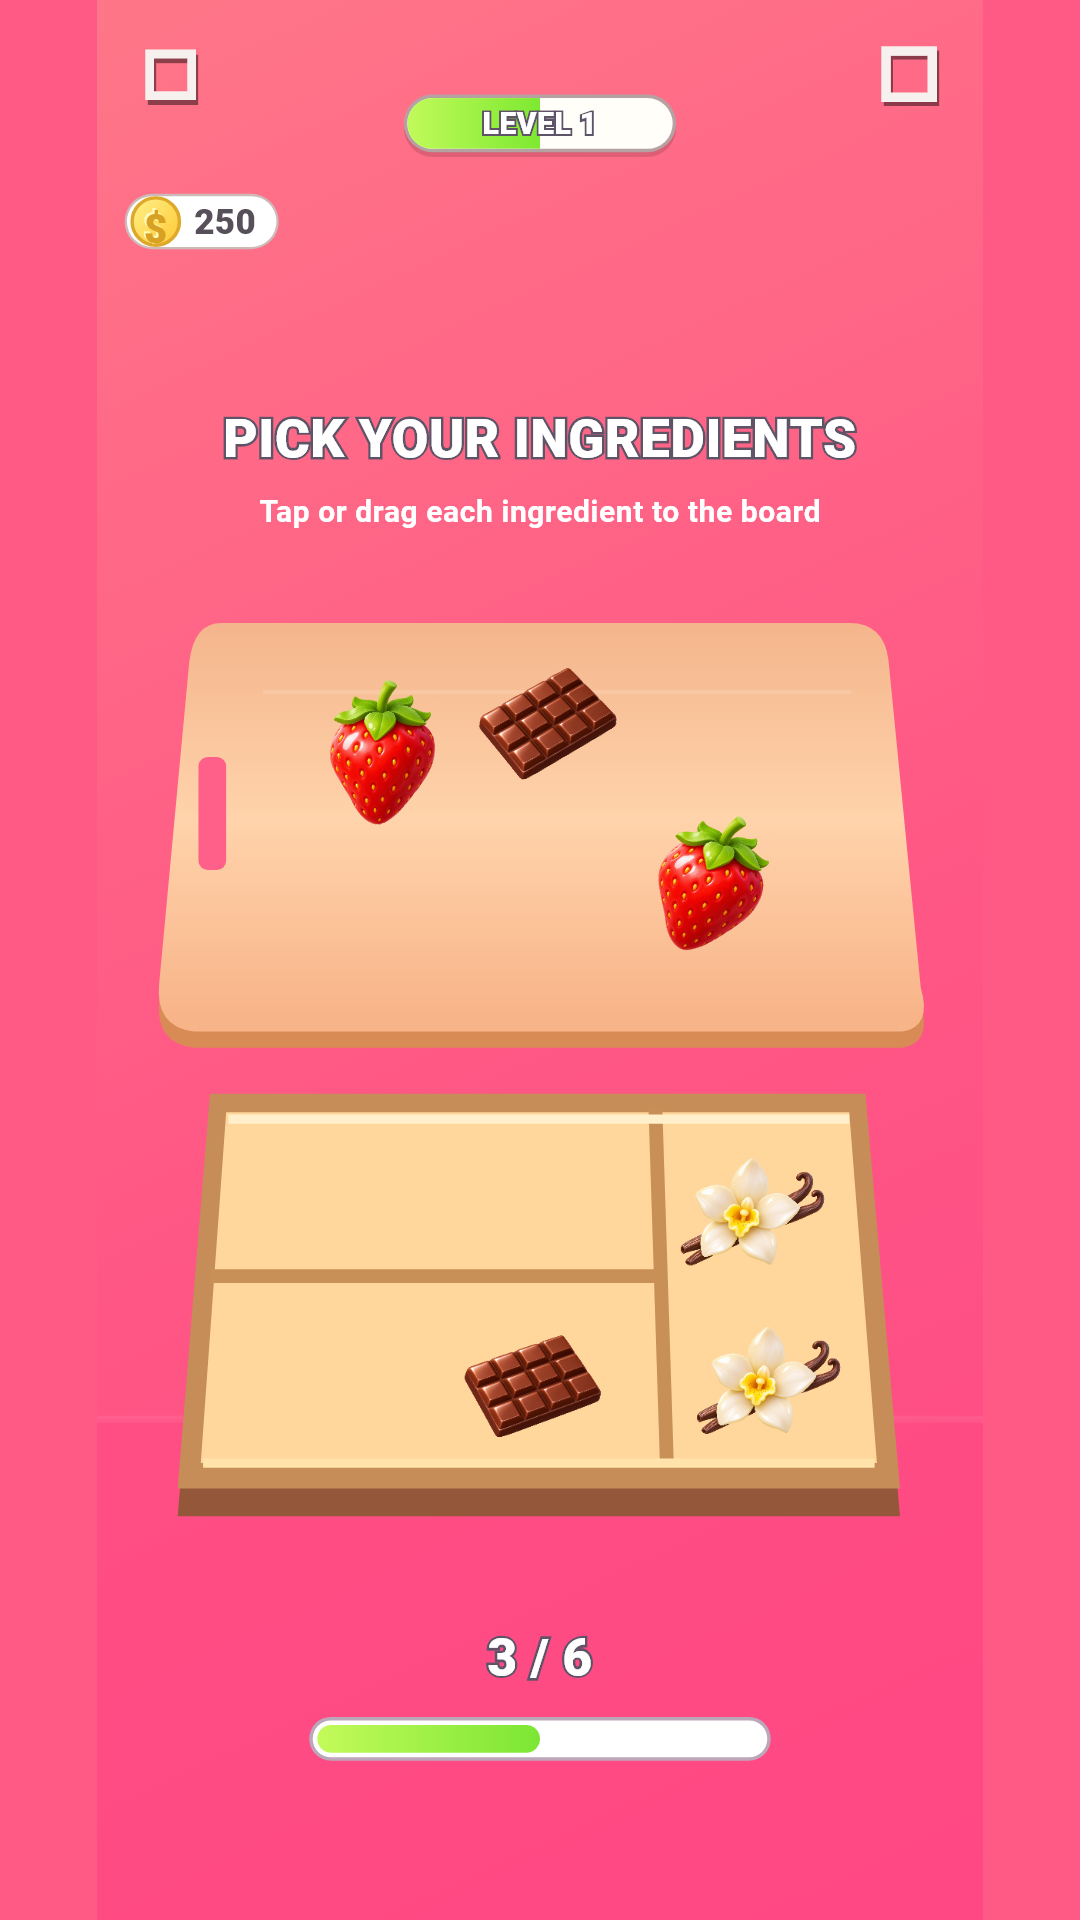 LEVEL 1
$ 250
PICK YOUR INGREDIENTS
Tap or drag each ingredient to the board
3 / 6